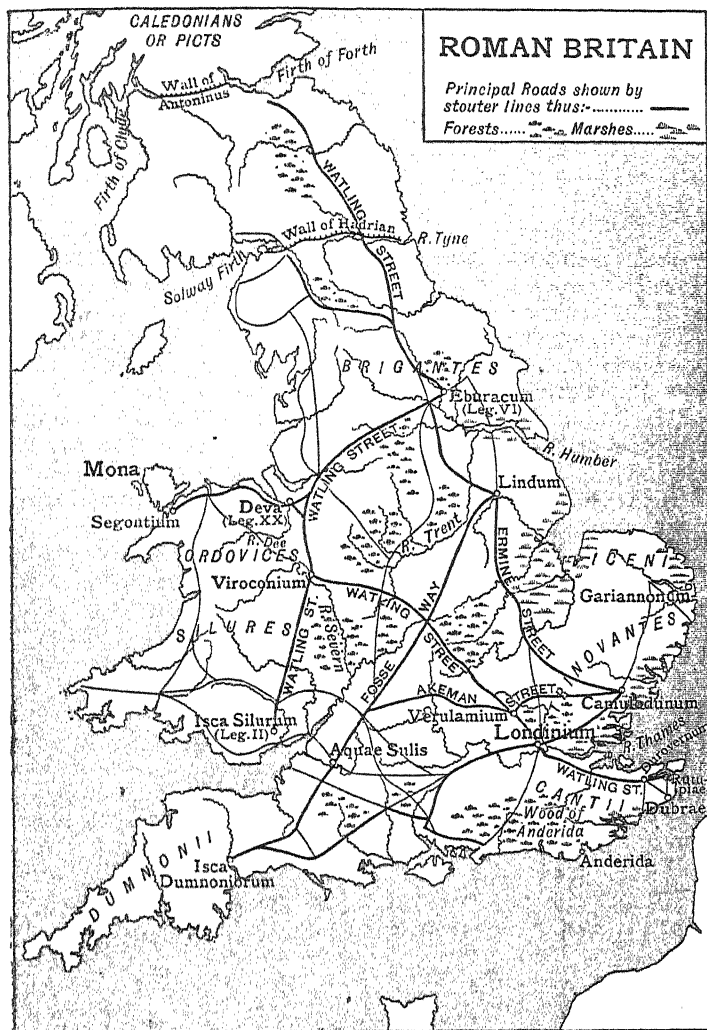 CALEDONIANS
OR PICTS
ROMAN BRITAIN
Principal Roads shown by
stouter lines thus:-............
Forests...... Marshes.....
Firth of Forth
Wall of
Antoninus
Firth of Clyde
WATLING
STREET
Wall of Hadrian
R. Tyne
Solway Firth
BRIGANTES
Eburacum
(Leg. VI)
R. Humber
WATLING STREET
Mona
Segontium
Deva
(Leg. XX)
R. Dee
Lindum
R. Trent
ORDOVICES
Viroconium
ERMINE STREET
ICENI
Gariannonum
WATLING
STREET
FOSSE WAY
SILURES
WATLING ST.
R. Severn
INOVANTES
AKEMAN STREET
Camulodunum
Isca Silurum
(Leg. II)
Verulamium
Londinium
R. Thames
Durovernum
Aquae Sulis
WATLING ST.
Rutu-
piae
CANTII
Dubrae
Wood of
Anderida
Anderida
DUMNONII
Isca
Dumnoniorum